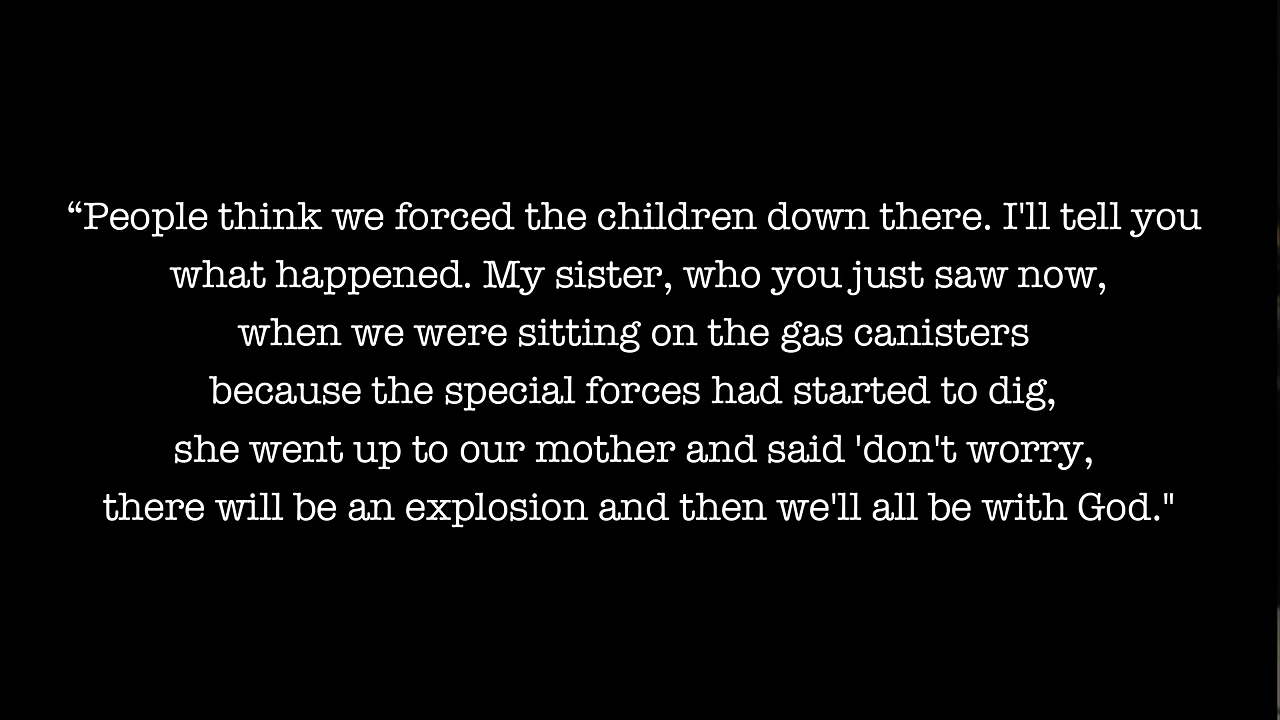 “People think we forced the children down there. I'll tell you
what happened. My sister, who you just saw now,
when we were sitting on the gas canisters
because the special forces had started to dig,
she went up to our mother and said 'don't worry,
there will be an explosion and then we'll all be with God."